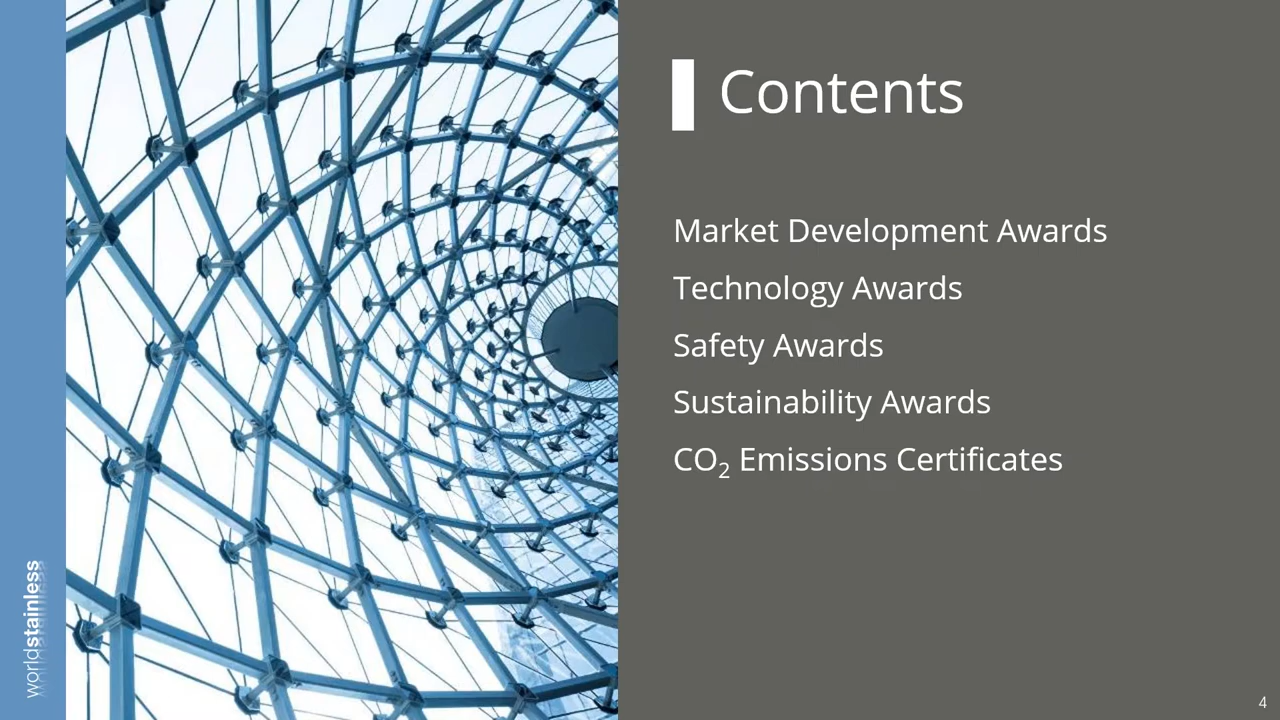 Contents
Market Development Awards
Technology Awards
Safety Awards
Sustainability Awards
CO₂ Emissions Certificates
worldstainless
4